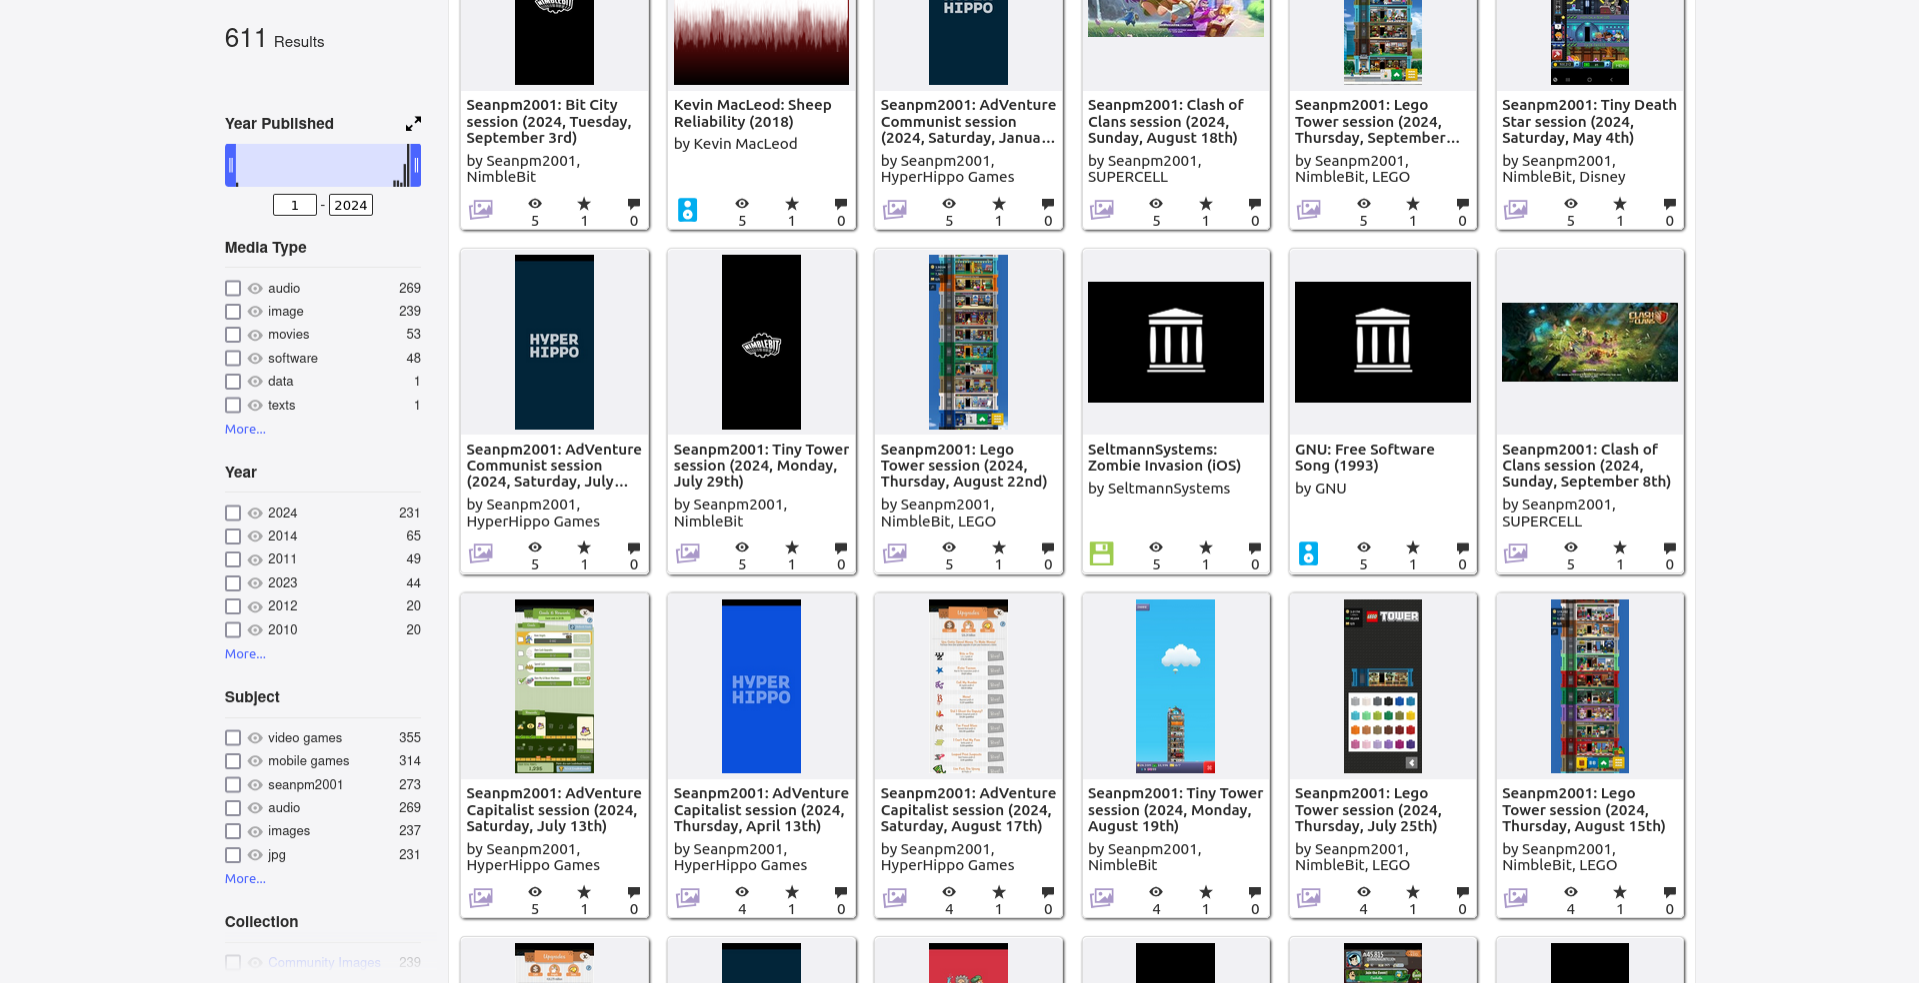 611 Results
Year Published
1 - 2024
Media Type
audio 269
image 239
movies 53
software 48
data 1
texts 1
More...
Year
2024 231
2014 65
2011 49
2023 44
2012 20
2010 20
More...
Subject
video games 355
mobile games 314
seanpm2001 273
audio 269
images 237
jpg 231
More...
Collection
Community Images 239
NIMBLEBIT
Seanpm2001: Bit City
session (2024, Tuesday,
September 3rd)
by Seanpm2001,
NimbleBit
5 1 0
Kevin MacLeod: Sheep
Reliability (2018)
by Kevin MacLeod
5 1 0
HIPPO
Seanpm2001: AdVenture
Communist session
(2024, Saturday, Janua...
by Seanpm2001,
HyperHippo Games
5 1 0
Seanpm2001: Clash of
Clans session (2024,
Sunday, August 18th)
by Seanpm2001,
SUPERCELL
5 1 0
Seanpm2001: Lego
Tower session (2024,
Thursday, September...
by Seanpm2001,
NimbleBit, LEGO
5 1 0
Seanpm2001: Tiny Death
Star session (2024,
Saturday, May 4th)
by Seanpm2001,
NimbleBit, Disney
5 1 0
HYPER
HIPPO
Seanpm2001: AdVenture
Communist session
(2024, Saturday, July...
by Seanpm2001,
HyperHippo Games
5 1 0
NIMBLEBIT
Seanpm2001: Tiny Tower
session (2024, Monday,
July 29th)
by Seanpm2001,
NimbleBit
5 1 0
Seanpm2001: Lego
Tower session (2024,
Thursday, August 22nd)
by Seanpm2001,
NimbleBit, LEGO
5 1 0
SeltmannSystems:
Zombie Invasion (iOS)
by SeltmannSystems
5 1 0
GNU: Free Software
Song (1993)
by GNU
5 1 0
CLASH
OF CLANS
Seanpm2001: Clash of
Clans session (2024,
Sunday, September 8th)
by Seanpm2001,
SUPERCELL
5 1 0
Seanpm2001: AdVenture
Capitalist session (2024,
Saturday, July 13th)
by Seanpm2001,
HyperHippo Games
5 1 0
HYPER
HIPPO
Seanpm2001: AdVenture
Capitalist session (2024,
Thursday, April 13th)
by Seanpm2001,
HyperHippo Games
4 1 0
Upgrades
Seanpm2001: AdVenture
Capitalist session (2024,
Saturday, August 17th)
by Seanpm2001,
HyperHippo Games
4 1 0
Seanpm2001: Tiny Tower
session (2024, Monday,
August 19th)
by Seanpm2001,
NimbleBit
4 1 0
LEGO TOWER
Seanpm2001: Lego
Tower session (2024,
Thursday, July 25th)
by Seanpm2001,
NimbleBit, LEGO
4 1 0
Seanpm2001: Lego
Tower session (2024,
Thursday, August 15th)
by Seanpm2001,
NimbleBit, LEGO
4 1 0
Upgrades